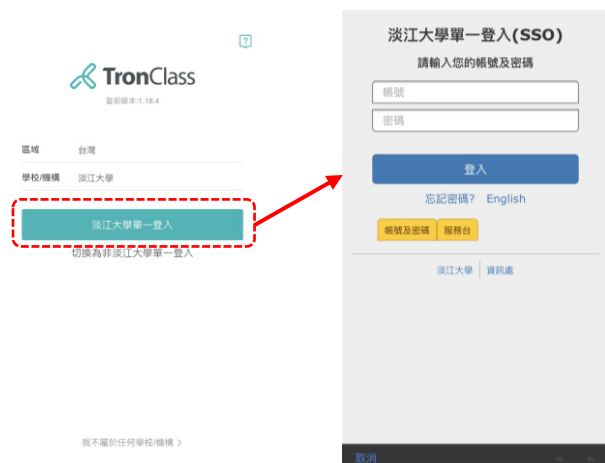 ?
TronClass
當前版本:1.18.4
區域 台灣
學校/機構 淡江大學
淡江大學單一登入
切換為非淡江大學單一登入
我不屬於任何學校/機構 >
淡江大學單一登入(SSO)
請輸入您的帳號及密碼
帳號
密碼
登入
忘記密碼? English
帳號及密碼 服務台
淡江大學 資訊處
取消